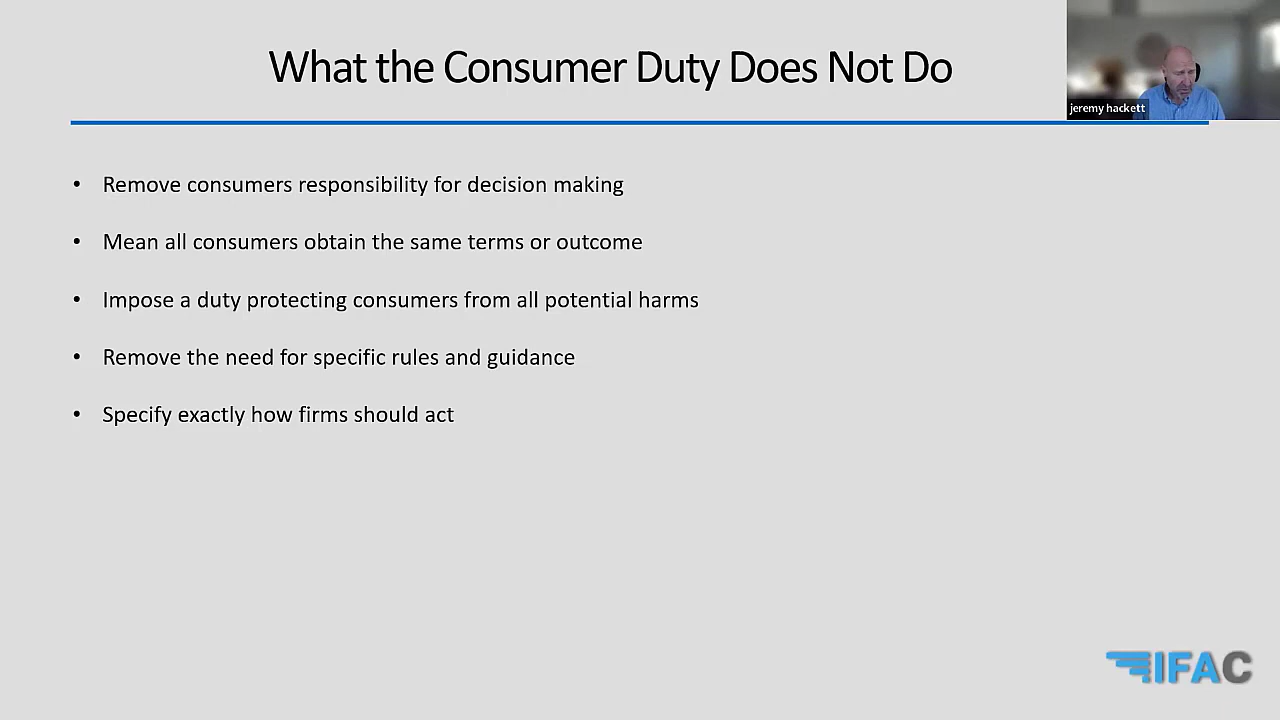 What the Consumer Duty Does Not Do
jeremy hackett
• Remove consumers responsibility for decision making
• Mean all consumers obtain the same terms or outcome
• Impose a duty protecting consumers from all potential harms
• Remove the need for specific rules and guidance
• Specify exactly how firms should act
IFAC